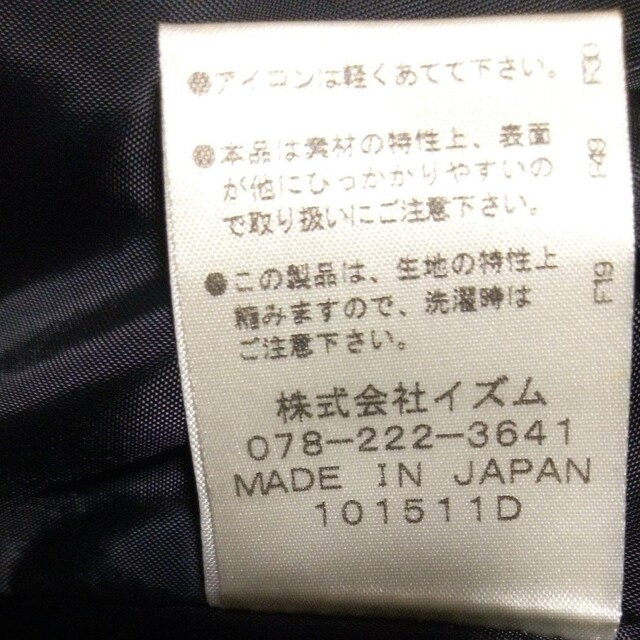 ●アイロンは軽くあてて下さい。 F30
●本品は素材の特性上、表面 F49
が他にひっかかりやすいの
で取り扱いにご注意下さい。
●この製品は、生地の特性上 F19
縮みますので、洗濯時は
ご注意下さい。
株式会社イズム
078-222-3641
MADE IN JAPAN
101511D